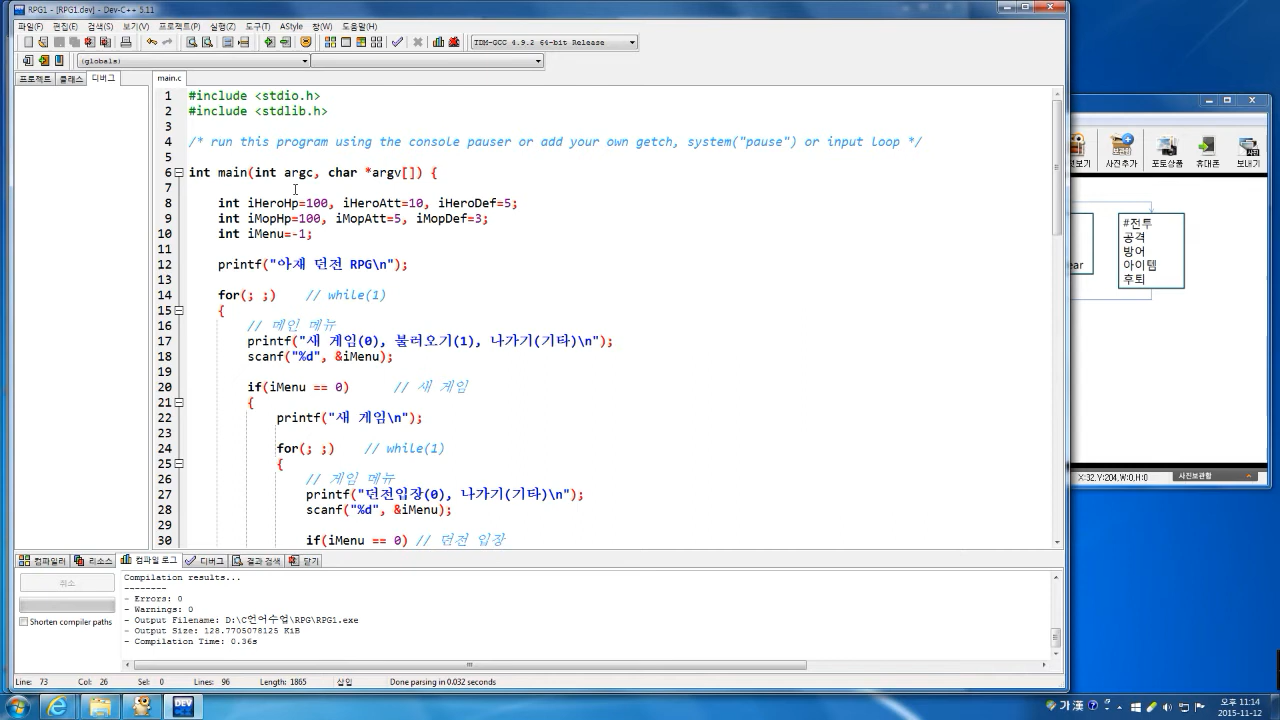 RPG1 - [RPG1.dev] - Dev-C++ 5.11
파일(F) 편집(E) 검색(S) 보기(V) 프로젝트(P) 실행(Z) 도구(T) AStyle 창(W) 도움말(H)
TDM-GCC 4.9.2 64-bit Release
(globals)
프로젝트 클래스 디버그
main.c
1 #include <stdio.h>
2 #include <stdlib.h>
3
4 /* run this program using the console pauser or add your own getch, system("pause") or input loop */
5
6 int main(int argc, char *argv[]) {
7
8 int iHeroHp=100, iHeroAtt=10, iHeroDef=5;
9 int iMopHp=100, iMopAtt=5, iMopDef=3;
10 int iMenu=-1;
11
12 printf("아재 던전 RPG\n");
13
14 for(; ;) // while(1)
15 {
16 // 메인 메뉴
17 printf("새 게임(0), 불러오기(1), 나가기(기타)\n");
18 scanf("%d", &iMenu);
19
20 if(iMenu == 0) // 새 게임
21 {
22 printf("새 게임\n");
23
24 for(; ;) // while(1)
25 {
26 // 게임 메뉴
27 printf("던전입장(0), 나가기(기타)\n");
28 scanf("%d", &iMenu);
29
30 if(iMenu == 0) // 던전 입장
컴파일러 리소스 컴파일 로그 디버그 결과 검색 닫기
취소
Shorten compiler paths
Compilation results...
--------
- Errors: 0
- Warnings: 0
- Output Filename: D:\C언어수업\RPG\RPG1.exe
- Output Size: 128.7705078125 KiB
- Compilation Time: 0.36s
Line: 73 Col: 26 Sel: 0 Lines: 96 Length: 1865 삽입 Done parsing in 0.032 seconds
사진추가 포토상품 휴대폰 보내기
#전투
공격
방어
아이템
후퇴
ear
X:32,Y:204,W:0,H:0 사진보관함
DEV
가 漢
오후 11:14
2015-11-12